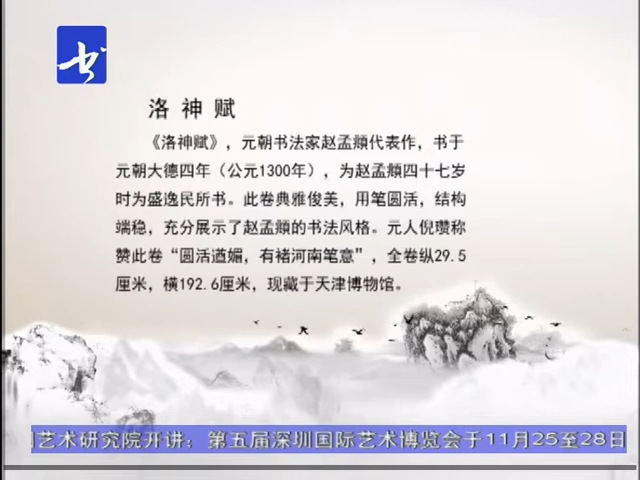 书
洛神赋
《洛神赋》，元朝书法家赵孟頫代表作，书于
元朝大德四年（公元1300年），为赵孟頫四十七岁
时为盛逸民所书。此卷典雅俊美，用笔圆活，结构
端稳，充分展示了赵孟頫的书法风格。元人倪瓒称
赞此卷“圆活遒媚，有褚河南笔意”，全卷纵29.5
厘米，横192.6厘米，现藏于天津博物馆。
艺术研究院开讲；第五届深圳国际艺术博览会于11月25至28日